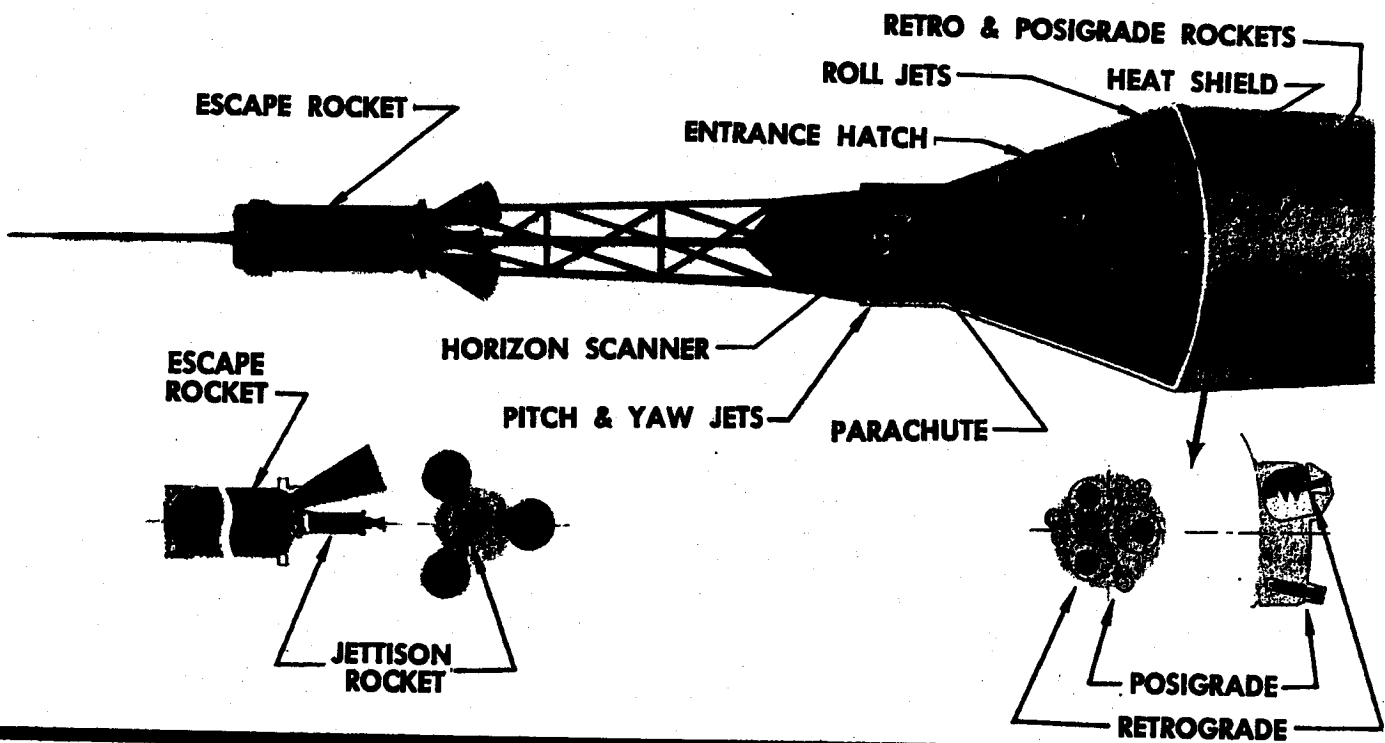 RETRO & POSIGRADE ROCKETS
ROLL JETS
HEAT SHIELD
ESCAPE ROCKET
ENTRANCE HATCH
HORIZON SCANNER
ESCAPE
ROCKET
PITCH & YAW JETS
PARACHUTE
JETTISON
ROCKET
POSIGRADE
RETROGRADE